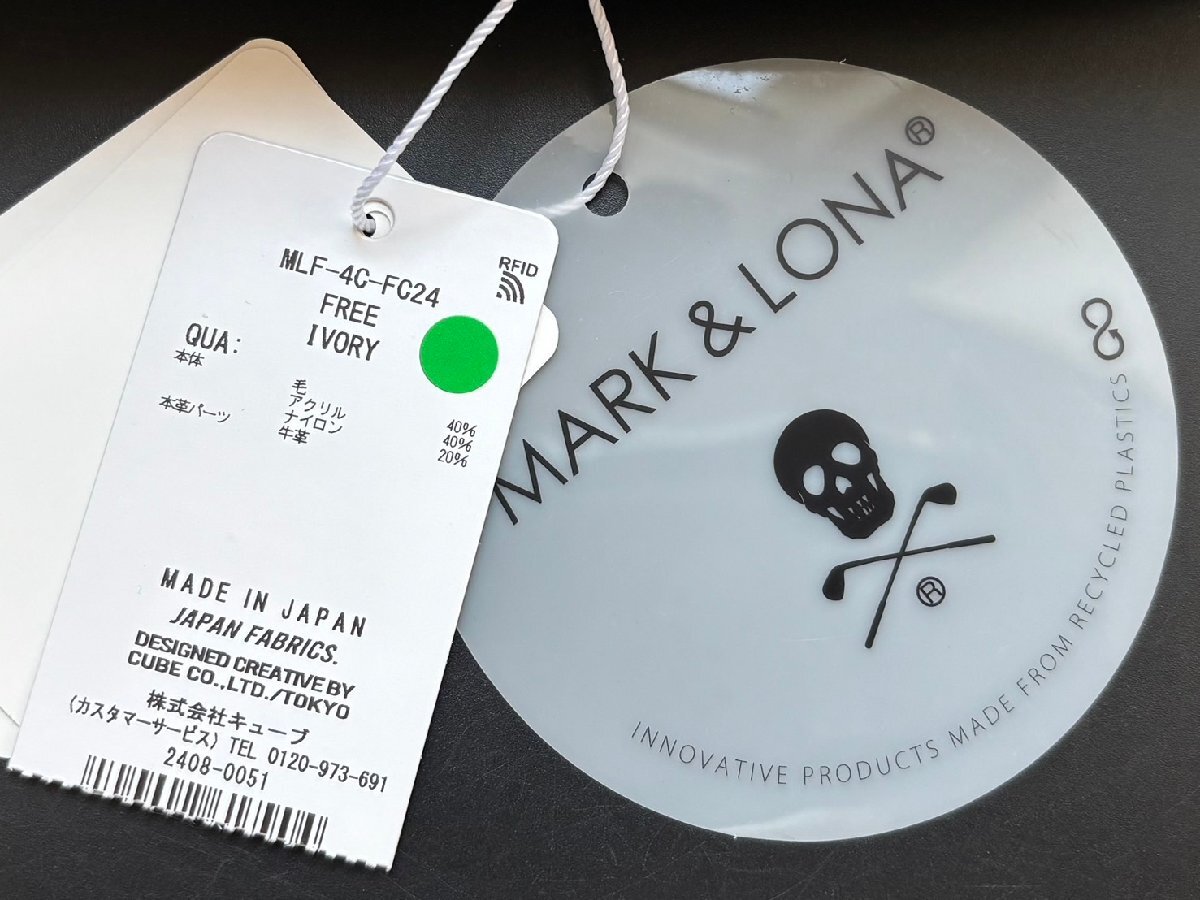 MLF-4C-FC24
RFID
FREE
IVORY
QUA:
本体
毛 40%
アクリル 40%
ナイロン 20%
本革パーツ 牛革
MADE IN JAPAN
JAPAN FABRICS.
DESIGNED CREATIVE BY
CUBE CO.,LTD./TOKYO
株式会社キューブ
(カスタマーサービス) TEL 0120-973-691
2408-0051
MARK & LONA®
®
INNOVATIVE PRODUCTS MADE FROM RECYCLED PLASTICS